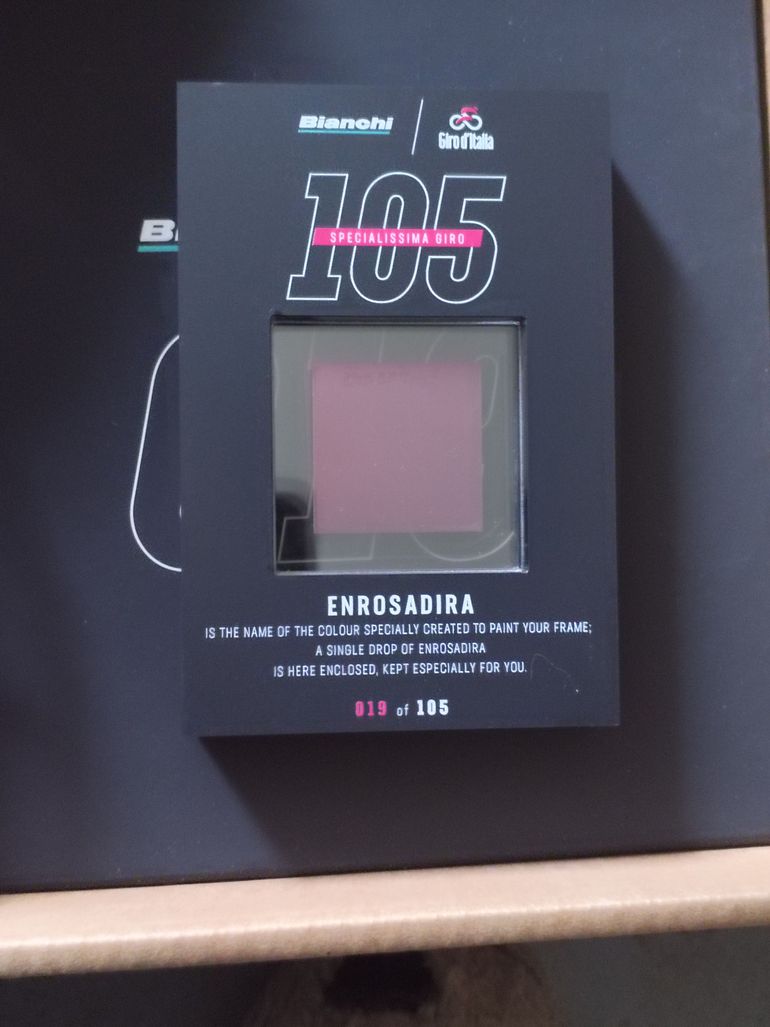 Bianchi
Giro d'Italia
105
SPECIALISSIMA GIRO
ENROSADIRA
IS THE NAME OF THE COLOUR SPECIALLY CREATED TO PAINT YOUR FRAME;
A SINGLE DROP OF ENROSADIRA
IS HERE ENCLOSED, KEPT ESPECIALLY FOR YOU.
019 of 105